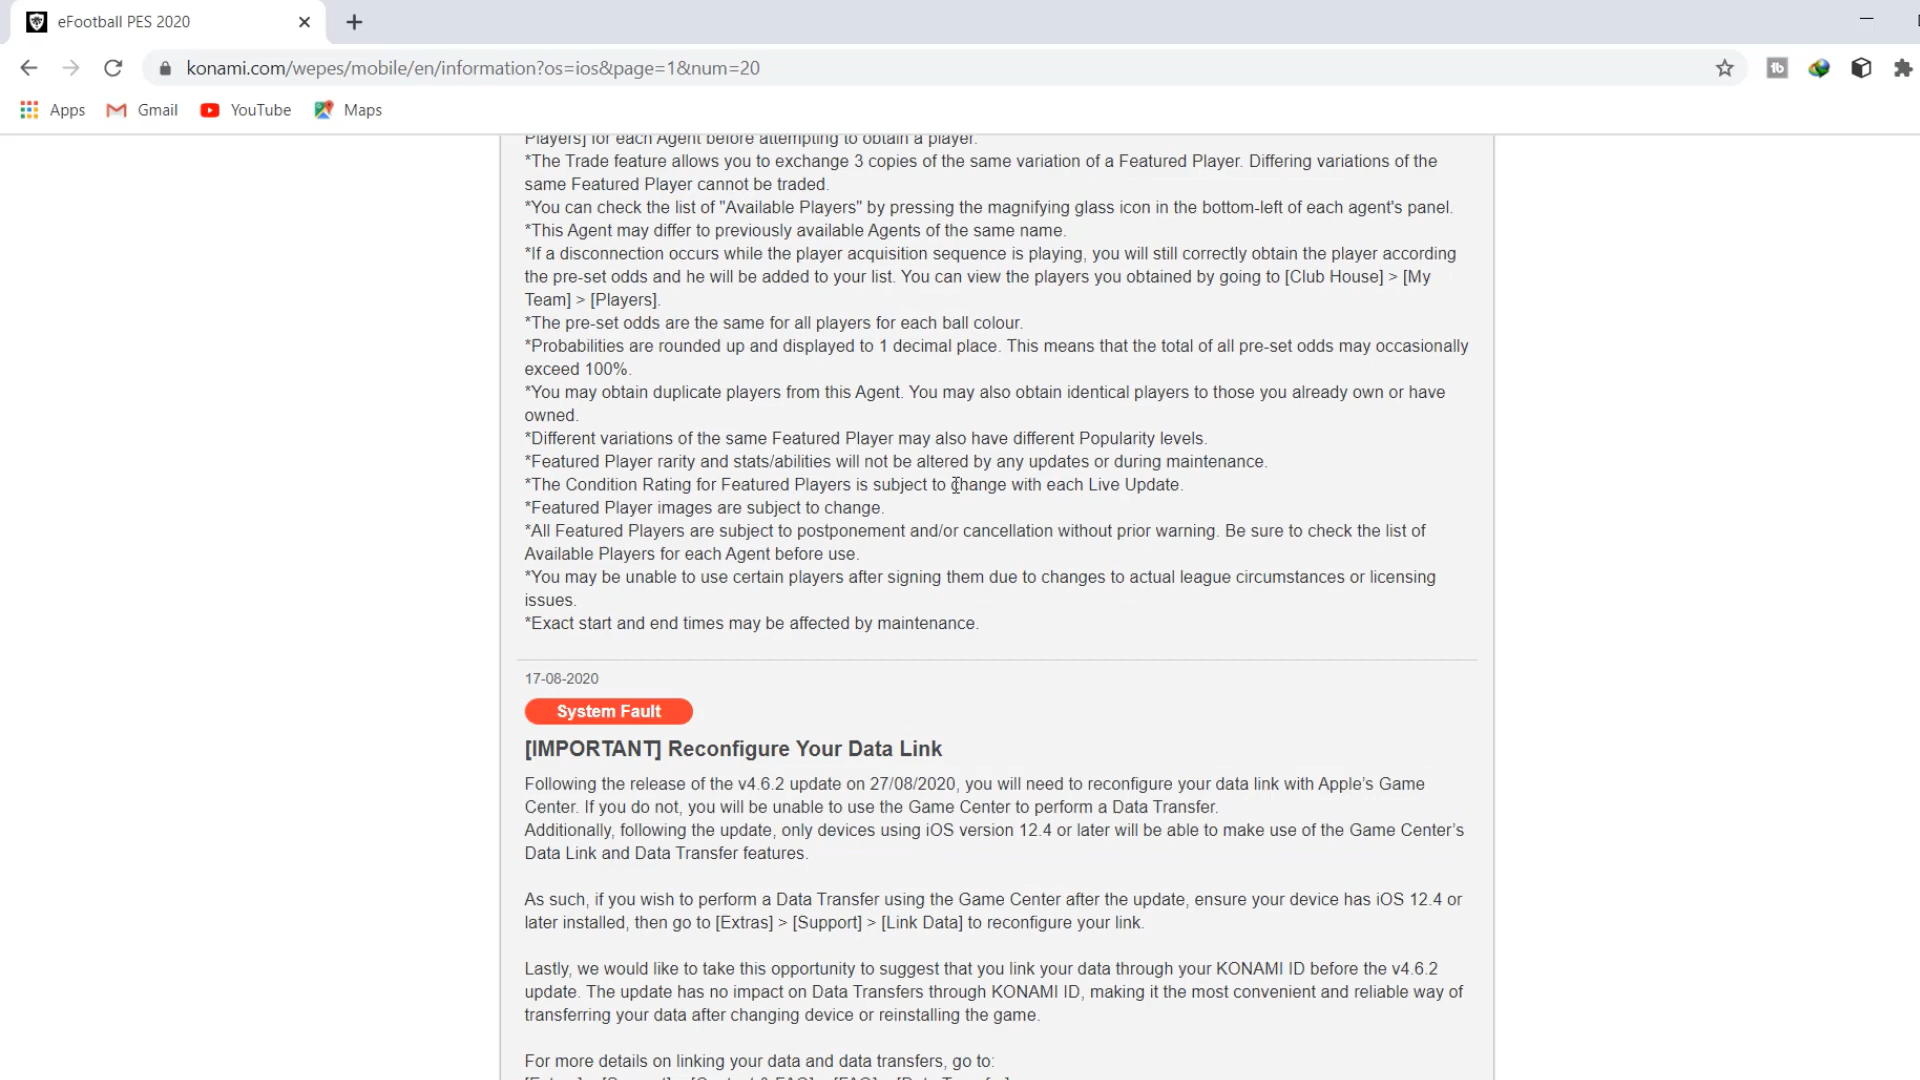 eFootball PES 2020
konami.com/wepes/mobile/en/information?os=ios&page=1&num=20
Apps Gmail YouTube Maps
Players] for each Agent before attempting to obtain a player.
*The Trade feature allows you to exchange 3 copies of the same variation of a Featured Player. Differing variations of the
same Featured Player cannot be traded.
*You can check the list of "Available Players" by pressing the magnifying glass icon in the bottom-left of each agent's panel.
*This Agent may differ to previously available Agents of the same name.
*If a disconnection occurs while the player acquisition sequence is playing, you will still correctly obtain the player according
the pre-set odds and he will be added to your list. You can view the players you obtained by going to [Club House] > [My
Team] > [Players].
*The pre-set odds are the same for all players for each ball colour.
*Probabilities are rounded up and displayed to 1 decimal place. This means that the total of all pre-set odds may occasionally
exceed 100%.
*You may obtain duplicate players from this Agent. You may also obtain identical players to those you already own or have
owned.
*Different variations of the same Featured Player may also have different Popularity levels.
*Featured Player rarity and stats/abilities will not be altered by any updates or during maintenance.
*The Condition Rating for Featured Players is subject to change with each Live Update.
*Featured Player images are subject to change.
*All Featured Players are subject to postponement and/or cancellation without prior warning. Be sure to check the list of
Available Players for each Agent before use.
*You may be unable to use certain players after signing them due to changes to actual league circumstances or licensing
issues.
*Exact start and end times may be affected by maintenance.
17-08-2020
System Fault
[IMPORTANT] Reconfigure Your Data Link
Following the release of the v4.6.2 update on 27/08/2020, you will need to reconfigure your data link with Apple's Game
Center. If you do not, you will be unable to use the Game Center to perform a Data Transfer.
Additionally, following the update, only devices using iOS version 12.4 or later will be able to make use of the Game Center's
Data Link and Data Transfer features.
As such, if you wish to perform a Data Transfer using the Game Center after the update, ensure your device has iOS 12.4 or
later installed, then go to [Extras] > [Support] > [Link Data] to reconfigure your link.
Lastly, we would like to take this opportunity to suggest that you link your data through your KONAMI ID before the v4.6.2
update. The update has no impact on Data Transfers through KONAMI ID, making it the most convenient and reliable way of
transferring your data after changing device or reinstalling the game.
For more details on linking your data and data transfers, go to: